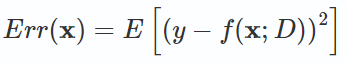 Err(𝐱) = E [(y − f(𝐱; D))²]